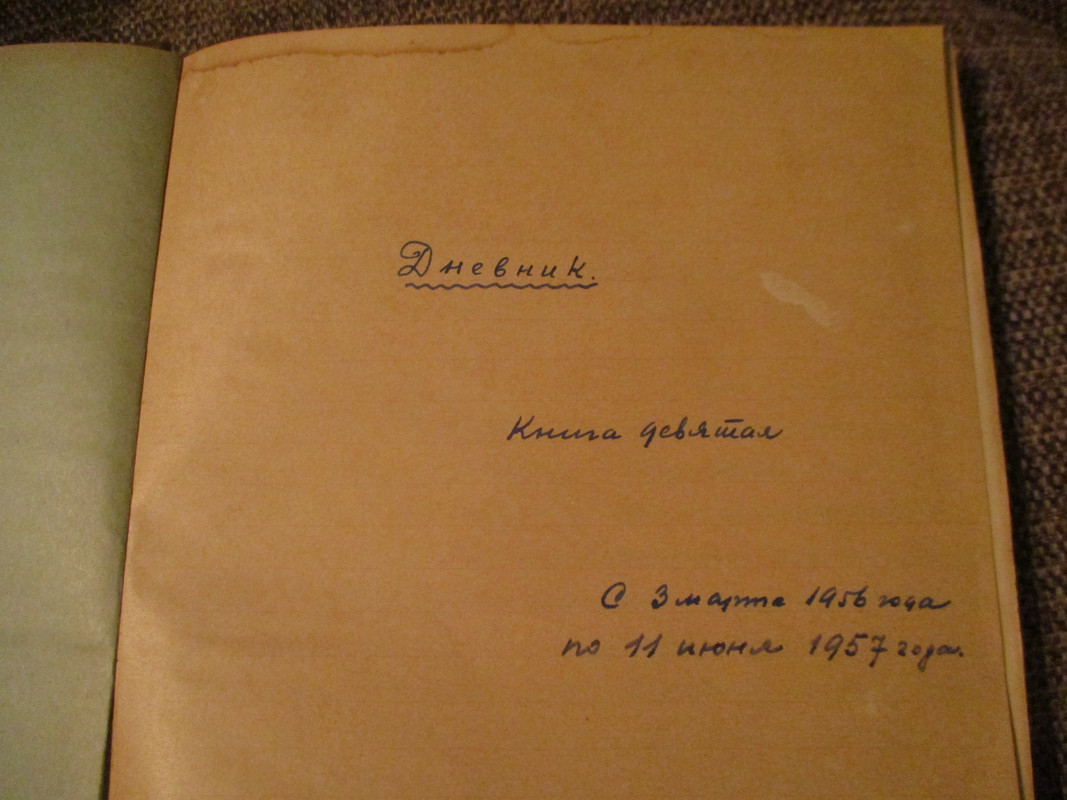 Дневник.
Книга девятая
С 3 марта 1956 года
по 11 июня 1957 года.